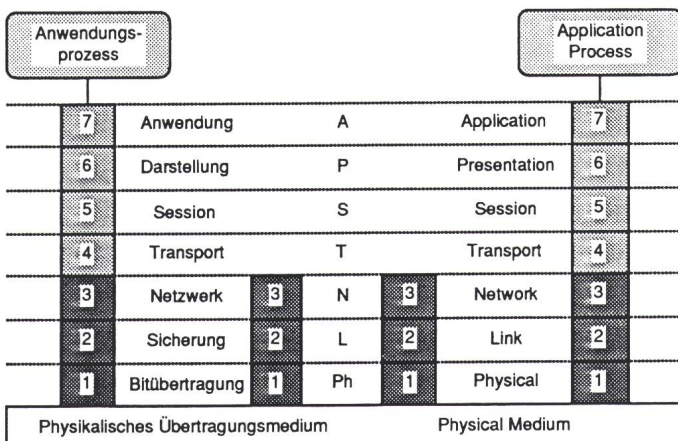 Anwendungs-
prozess
Application
Process
7 Anwendung A Application 7
6 Darstellung P Presentation 6
5 Session S Session 5
4 Transport T Transport 4
3 Netzwerk 3 N 3 Network 3
2 Sicherung 2 L 2 Link 2
1 Bitübertragung 1 Ph 1 Physical 1
Physikalisches Übertragungsmedium Physical Medium